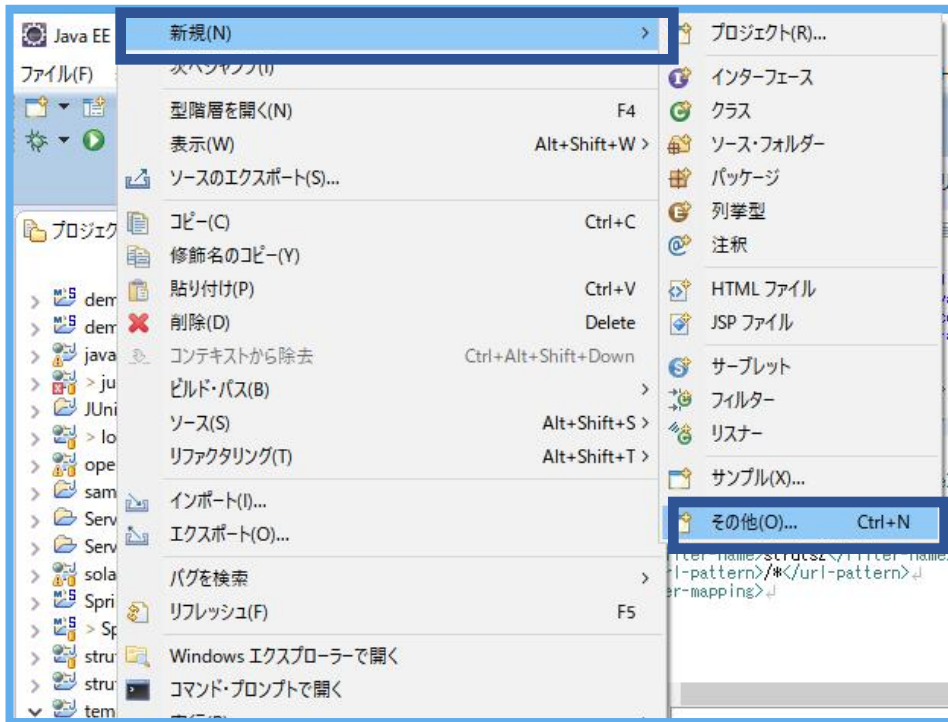 Java EE
ファイル(F)
プロジェク
dem
dem
java
> ju
JUni
> lo
ope
sam
Serv
Serv
sola
Spri
> Sp
stru
stru
tem
新規(N)
型階層を開く(N) F4
表示(W) Alt+Shift+W >
ソースのエクスポート(S)...
コピー(C) Ctrl+C
修飾名のコピー(Y)
貼り付け(P) Ctrl+V
削除(D) Delete
コンテキストから除去 Ctrl+Alt+Shift+Down
ビルド・パス(B)
ソース(S) Alt+Shift+S >
リファクタリング(T) Alt+Shift+T >
インポート(I)...
エクスポート(O)...
バグを検索
リフレッシュ(F) F5
Windows エクスプローラーで開く
コマンド・プロンプトで開く
プロジェクト(R)...
インターフェース
クラス
ソース・フォルダー
パッケージ
列挙型
注釈
HTML ファイル
JSP ファイル
サーブレット
フィルター
リスナー
サンプル(X)...
その他(O)... Ctrl+N
l-pattern>/*</url-pattern>
er-mapping>